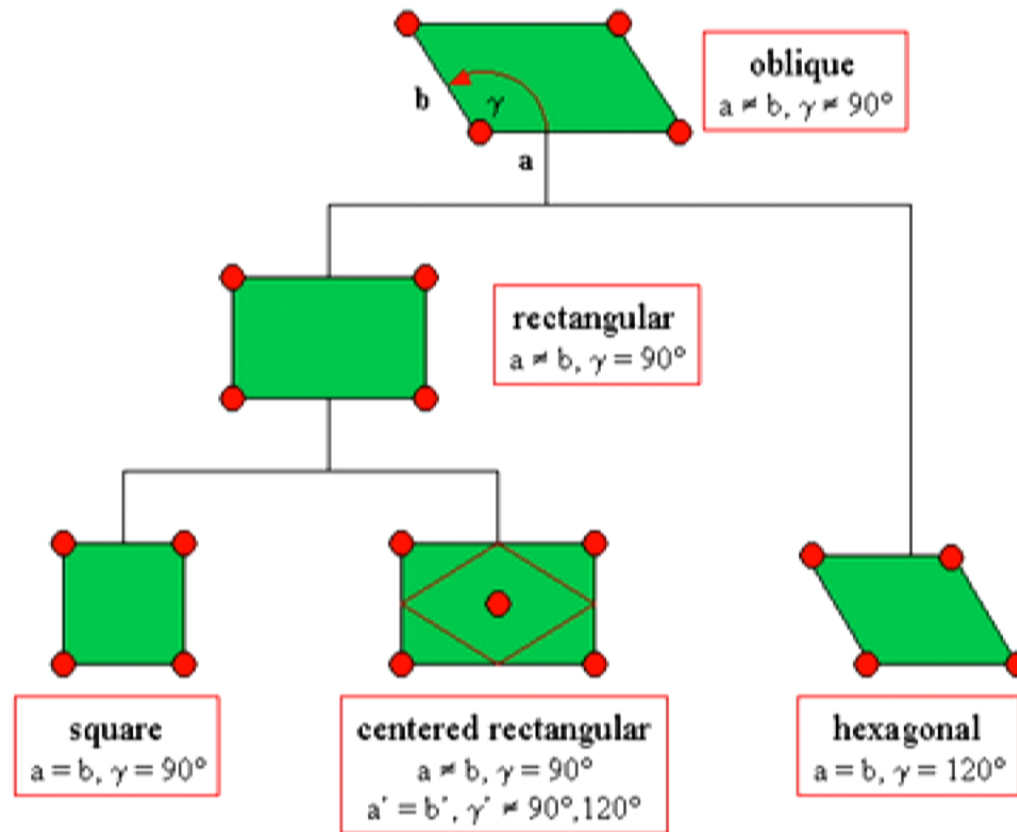 oblique
a ≠ b, γ ≠ 90°
b
γ
a
rectangular
a ≠ b, γ = 90°
square
a = b, γ = 90°
centered rectangular
a ≠ b, γ = 90°
a´ = b´, γ´ ≠ 90°,120°
hexagonal
a = b, γ = 120°